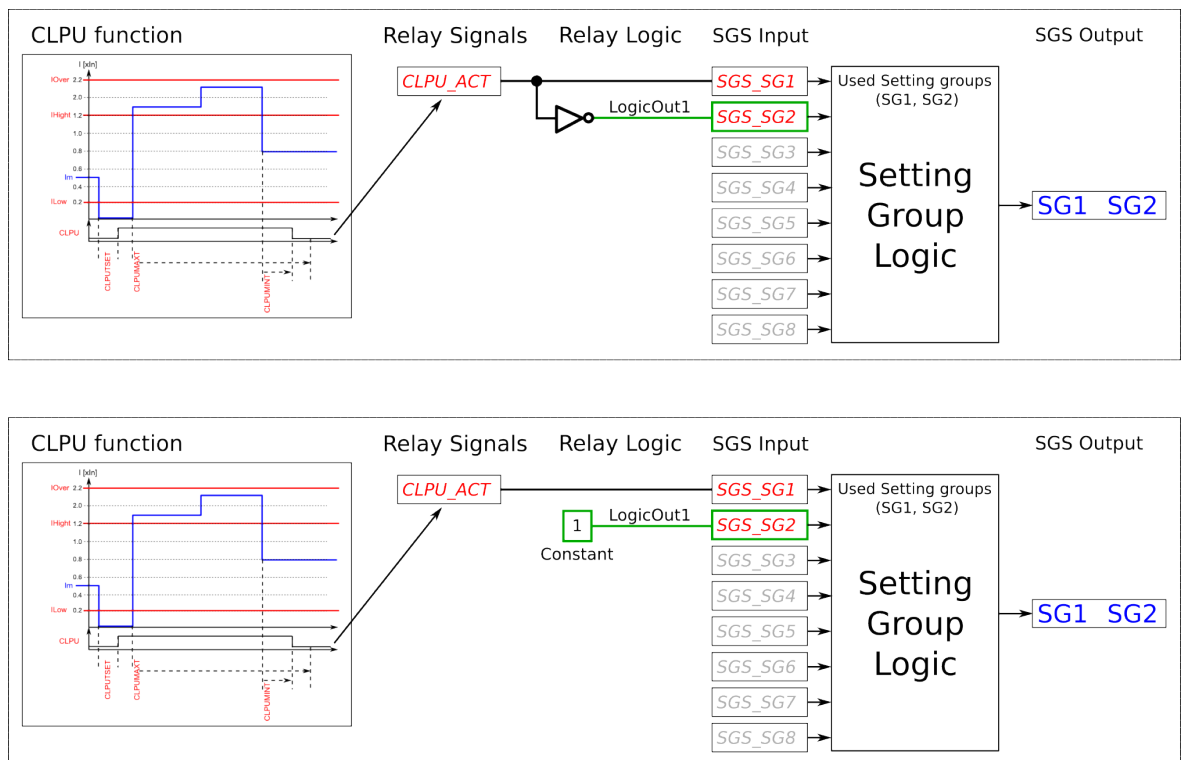 CLPU function
Relay Signals
Relay Logic
SGS Input
SGS Output
I [xIn]
IOver 2.2
2.0
IHight 1.2
1.0
0.8
0.6
Im
0.4
ILow 0.2
CLPU
CLPUTSET
CLPUMAXT
CLPUMINT
CLPU_ACT
LogicOut1
SGS_SG1
SGS_SG2
SGS_SG3
SGS_SG4
SGS_SG5
SGS_SG6
SGS_SG7
SGS_SG8
Used Setting groups
(SG1, SG2)
Setting
Group
Logic
SG1 SG2
CLPU function
Relay Signals
Relay Logic
SGS Input
SGS Output
I [xIn]
IOver 2.2
2.0
IHight 1.2
1.0
0.8
0.6
Im
0.4
ILow 0.2
CLPU
CLPUTSET
CLPUMAXT
CLPUMINT
CLPU_ACT
1
Constant
LogicOut1
SGS_SG1
SGS_SG2
SGS_SG3
SGS_SG4
SGS_SG5
SGS_SG6
SGS_SG7
SGS_SG8
Used Setting groups
(SG1, SG2)
Setting
Group
Logic
SG1 SG2